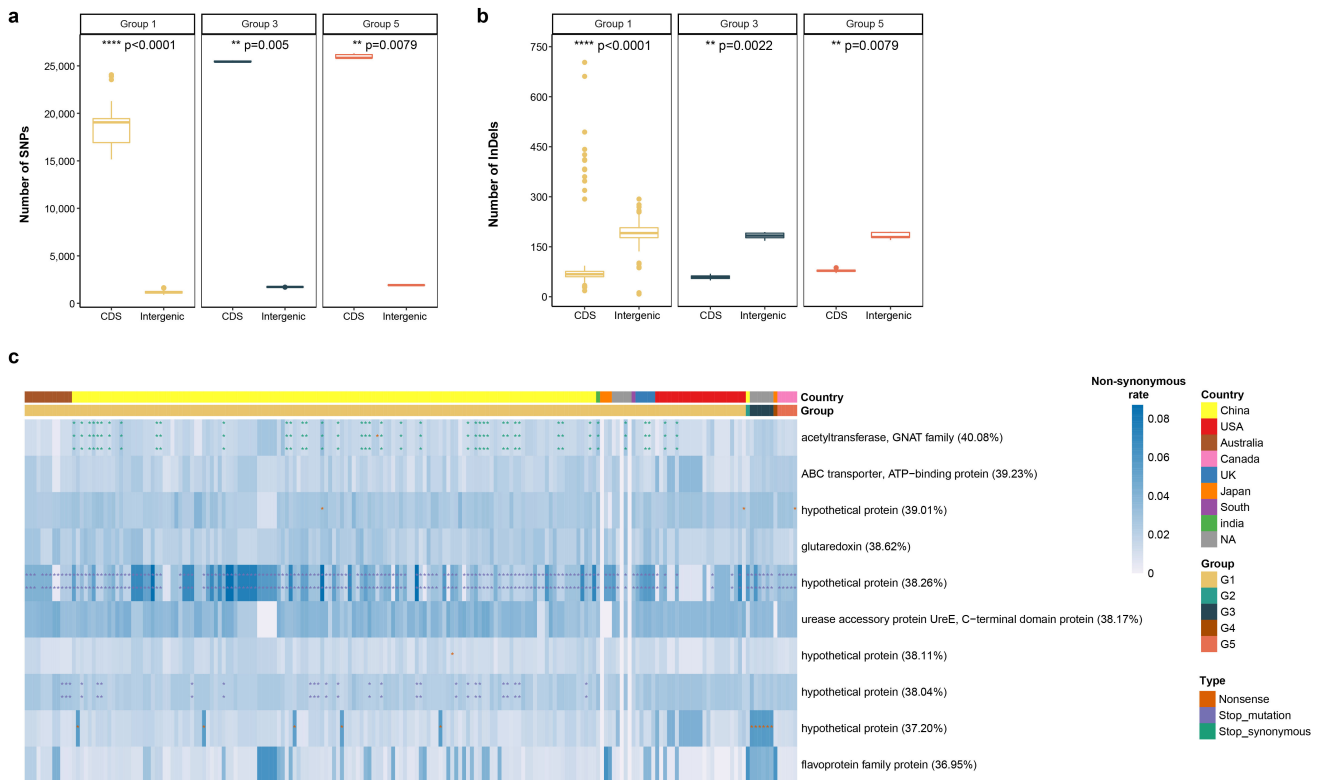 a
Group 1
Group 3
Group 5
**** p<0.0001
** p=0.005
** p=0.0079
Number of SNPs
25,000
20,000
15,000
10,000
5,000
0
CDS
Intergenic
CDS
Intergenic
CDS
Intergenic
b
Group 1
Group 3
Group 5
**** p<0.0001
** p=0.0022
** p=0.0079
Number of InDels
750
600
450
300
150
0
CDS
Intergenic
CDS
Intergenic
CDS
Intergenic
c
Country
Group
acetyltransferase, GNAT family (40.08%)
ABC transporter, ATP−binding protein (39.23%)
hypothetical protein (39.01%)
glutaredoxin (38.62%)
hypothetical protein (38.26%)
urease accessory protein UreE, C−terminal domain protein (38.17%)
hypothetical protein (38.11%)
hypothetical protein (38.04%)
hypothetical protein (37.20%)
flavoprotein family protein (36.95%)
Non-synonymous
rate
0.08
0.06
0.04
0.02
0
Country
China
USA
Australia
Canada
UK
Japan
South
india
NA
Group
G1
G2
G3
G4
G5
Type
Nonsense
Stop_mutation
Stop_synonymous